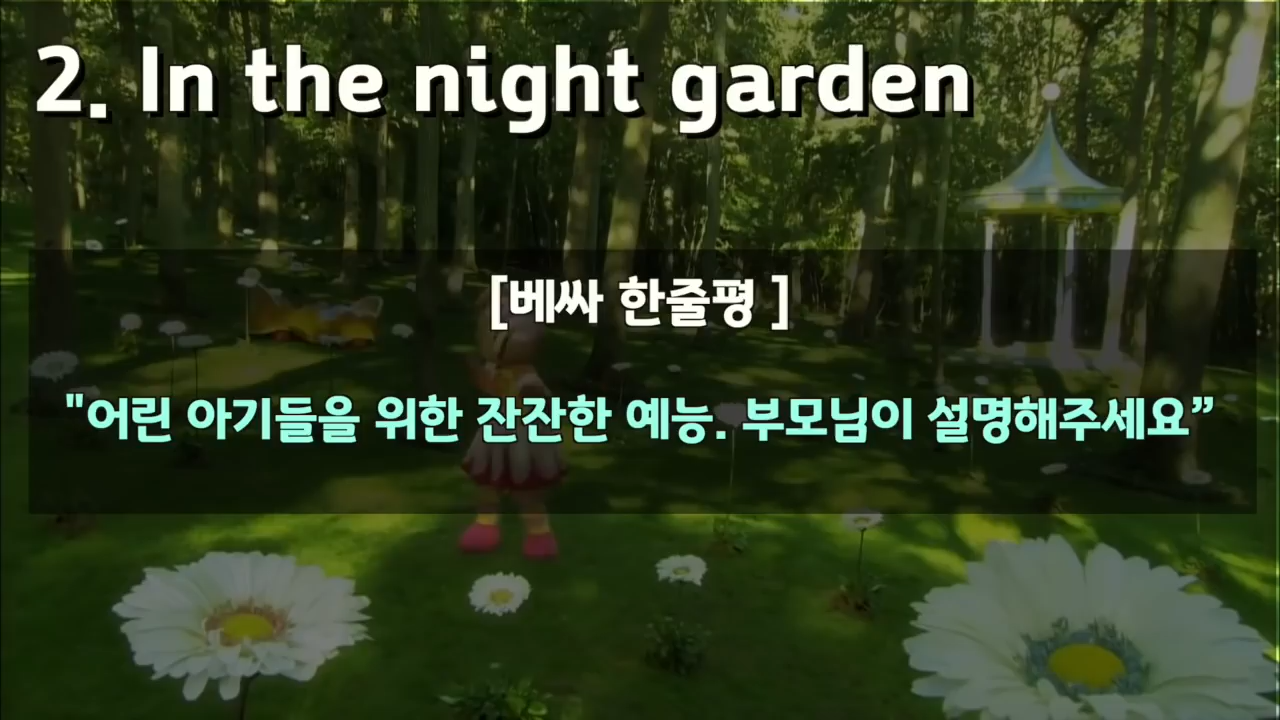 2. In the night garden
[베싸 한줄평 ]
"어린 아기들을 위한 잔잔한 예능. 부모님이 설명해주세요”